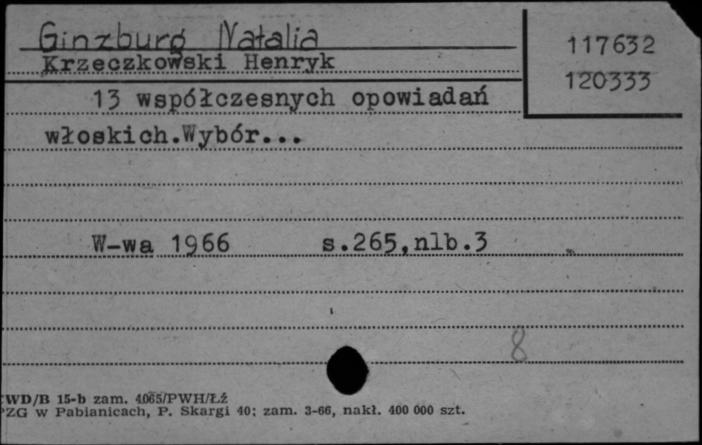 Ginzburg Natalia
117632
Krzeczkowski Henryk
120333
13 współczesnych opowiadań
włoskich.Wybór...
W-wa 1966 s.265,nlb.3
8
WD/B 15-b zam. 4065/PWH/Łź
PZG w Pabianicach, P. Skargi 40; zam. 3-66, nakł. 400 000 szt.